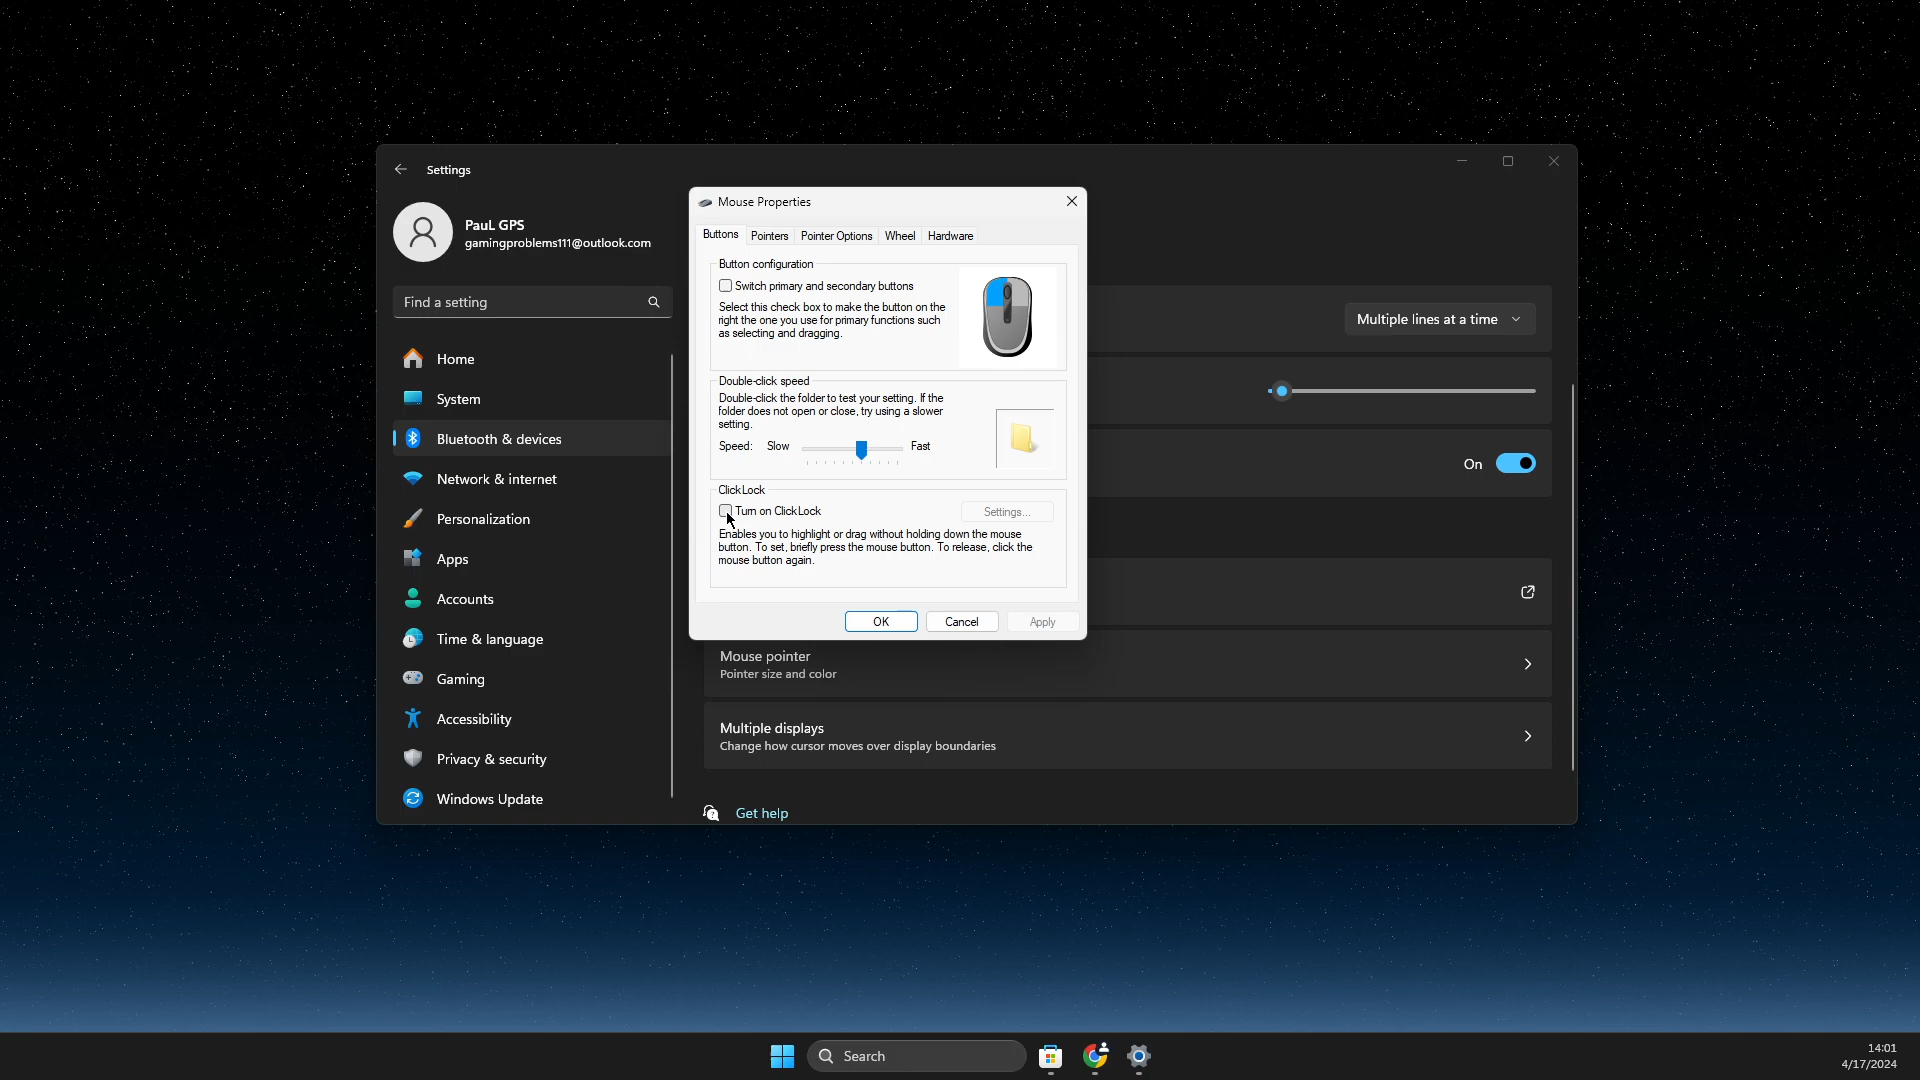 Settings
PauL GPS
gamingproblems111@outlook.com
Find a setting
Home
System
Bluetooth & devices
Network & internet
Personalization
Apps
Accounts
Time & language
Gaming
Accessibility
Privacy & security
Windows Update
Mouse Properties
Buttons Pointers Pointer Options Wheel Hardware
Button configuration
Switch primary and secondary buttons
Select this check box to make the button on the
right the one you use for primary functions such
as selecting and dragging.
Double-click speed
Double-click the folder to test your setting. If the
folder does not open or close, try using a slower
setting.
Speed: Slow Fast
ClickLock
Turn on ClickLock Settings...
Enables you to highlight or drag without holding down the mouse
button. To set, briefly press the mouse button. To release, click the
mouse button again.
OK Cancel Apply
Multiple lines at a time
On
Mouse pointer
Pointer size and color
Multiple displays
Change how cursor moves over display boundaries
Get help
Search
14:01
4/17/2024